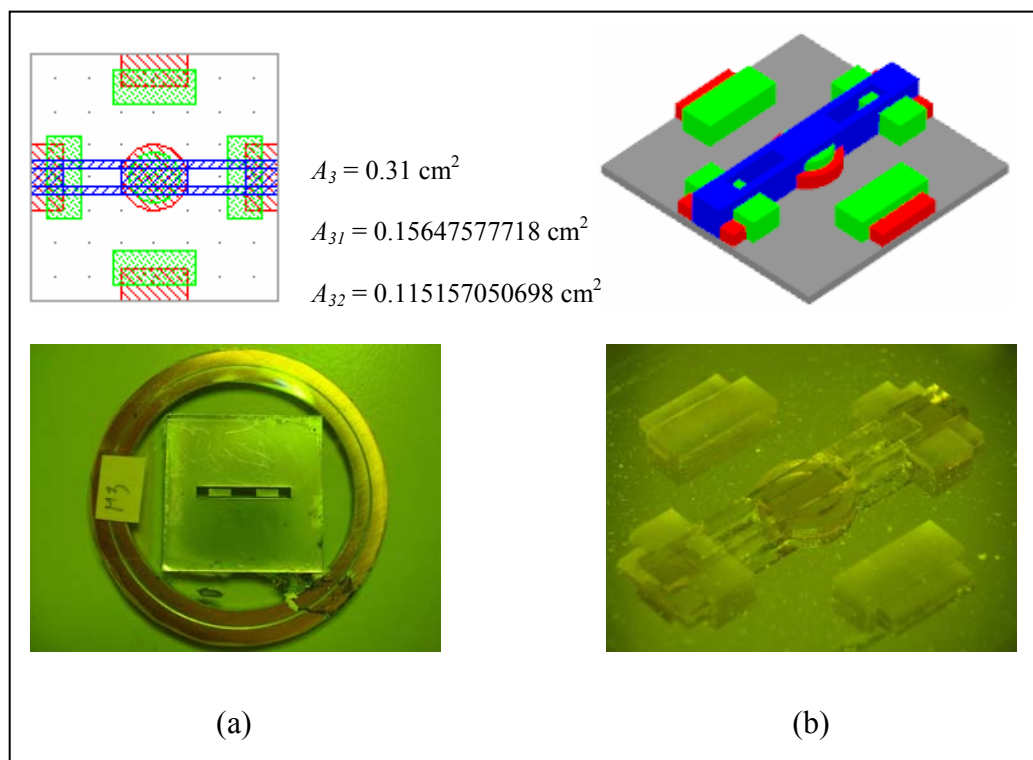 A₃ = 0.31 cm²
A₃₁ = 0.15647577718 cm²
A₃₂ = 0.115157050698 cm²
M3
(a)
(b)